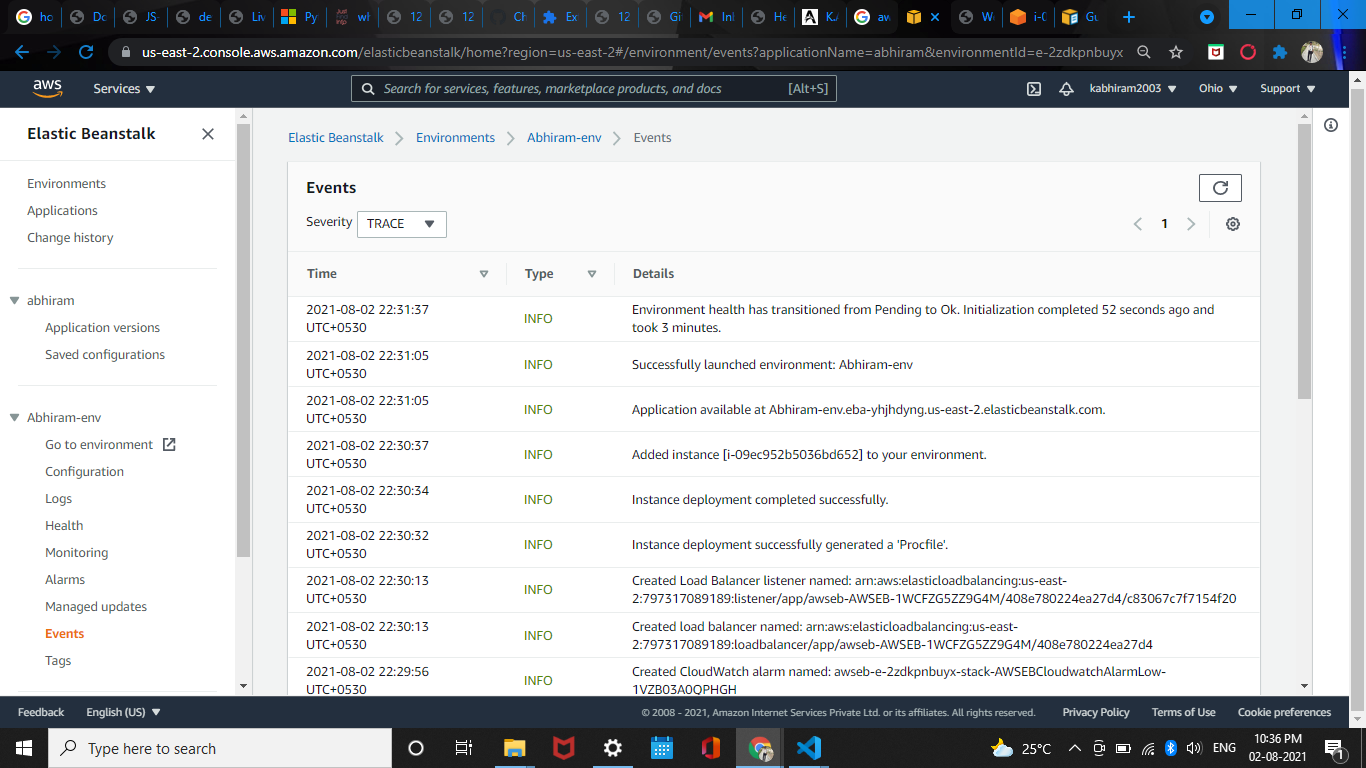 ho
Do
JS
de
Liv
Py
wh
12
12
Ch
Ex
12
Gi
Inl
He
K.
aw
W
i-0
Gu
us-east-2.console.aws.amazon.com/elasticbeanstalk/home?region=us-east-2#/environment/events?applicationName=abhiram&environmentId=e-2zdkpnbuyx
aws
Services
Search for services, features, marketplace products, and docs
[Alt+S]
kabhiram2003
Ohio
Support
Elastic Beanstalk
Environments
Applications
Change history
abhiram
Application versions
Saved configurations
Abhiram-env
Go to environment
Configuration
Logs
Health
Monitoring
Alarms
Managed updates
Events
Tags
Elastic Beanstalk
Environments
Abhiram-env
Events
Events
Severity
TRACE
1
Time
Type
Details
2021-08-02 22:31:37
UTC+0530
INFO
Environment health has transitioned from Pending to Ok. Initialization completed 52 seconds ago and
took 3 minutes.
2021-08-02 22:31:05
UTC+0530
INFO
Successfully launched environment: Abhiram-env
2021-08-02 22:31:05
UTC+0530
INFO
Application available at Abhiram-env.eba-yhjhdyng.us-east-2.elasticbeanstalk.com.
2021-08-02 22:30:37
UTC+0530
INFO
Added instance [i-09ec952b5036bd652] to your environment.
2021-08-02 22:30:34
UTC+0530
INFO
Instance deployment completed successfully.
2021-08-02 22:30:32
UTC+0530
INFO
Instance deployment successfully generated a 'Procfile'.
2021-08-02 22:30:13
UTC+0530
INFO
Created Load Balancer listener named: arn:aws:elasticloadbalancing:us-east-
2:797317089189:listener/app/awseb-AWSEB-1WCFZG5ZZ9G4M/408e780224ea27d4/c83067c7f7154f20
2021-08-02 22:30:13
UTC+0530
INFO
Created load balancer named: arn:aws:elasticloadbalancing:us-east-
2:797317089189:loadbalancer/app/awseb-AWSEB-1WCFZG5ZZ9G4M/408e780224ea27d4
2021-08-02 22:29:56
UTC+0530
INFO
Created CloudWatch alarm named: awseb-e-2zdkpnbuyx-stack-AWSEBCloudwatchAlarmLow-
1VZB03A0QPHGH
Feedback
English (US)
© 2008 - 2021, Amazon Internet Services Private Ltd. or its affiliates. All rights reserved.
Privacy Policy
Terms of Use
Cookie preferences
Type here to search
25°C
ENG
10:36 PM
02-08-2021
1